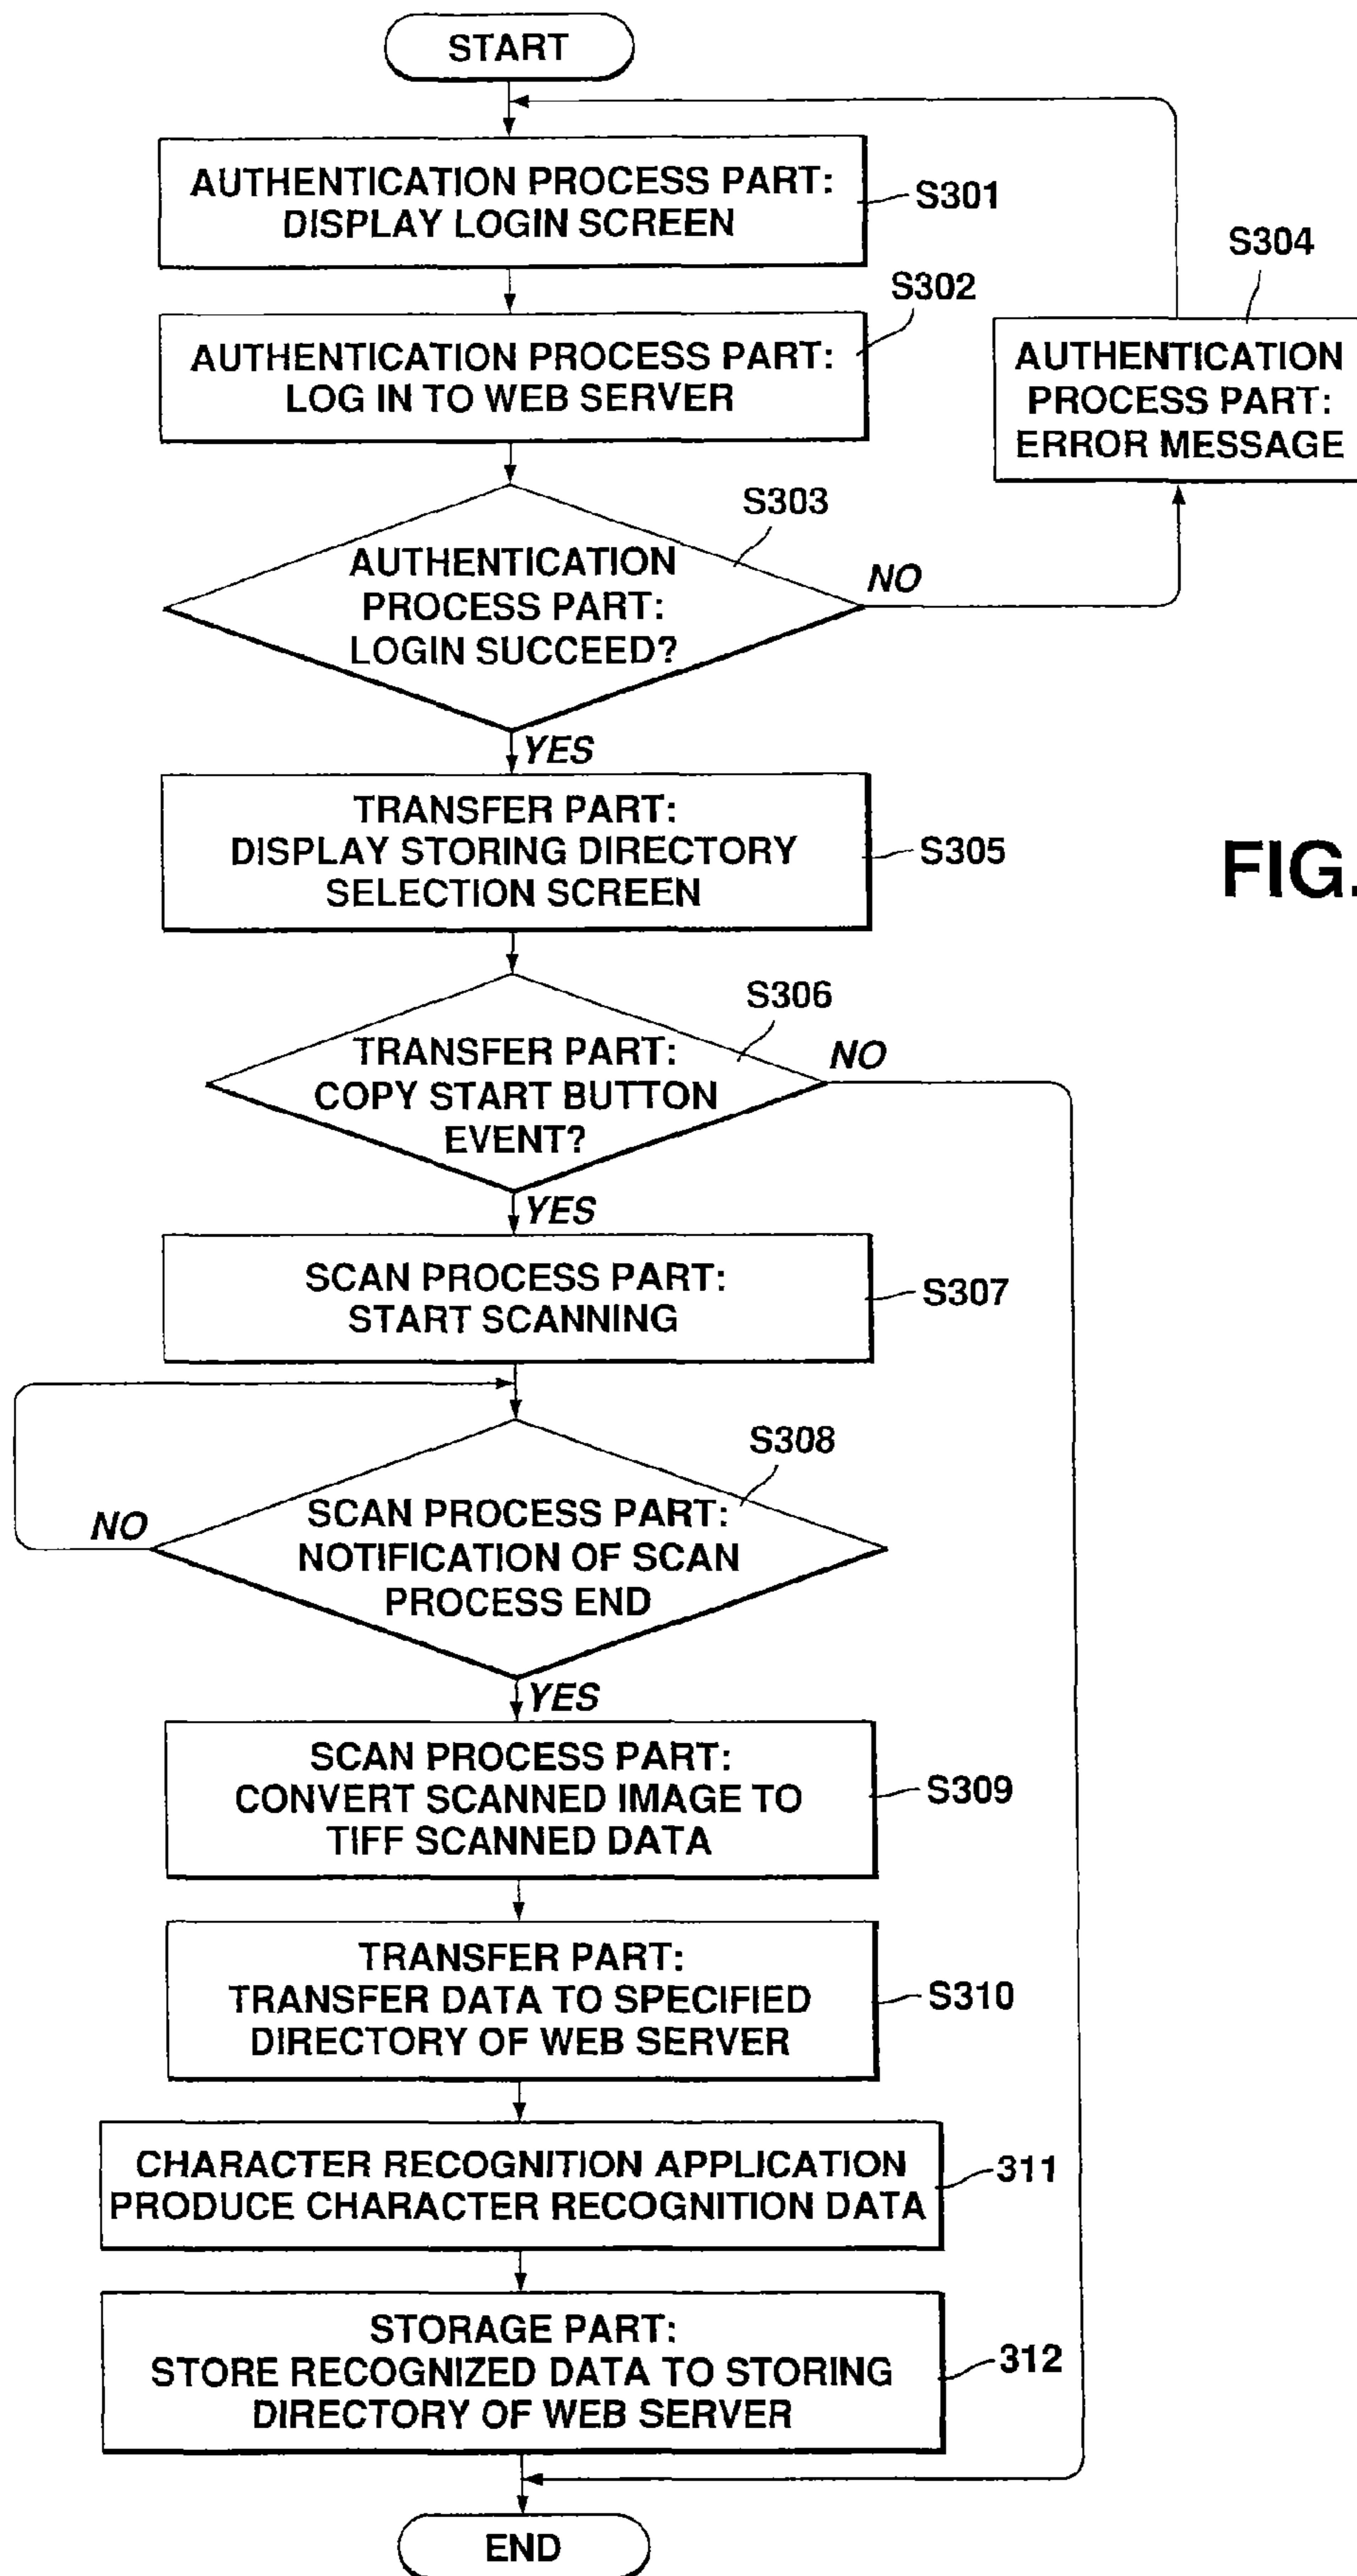 START
AUTHENTICATION PROCESS PART:
DISPLAY LOGIN SCREEN
S301
S304
S302
AUTHENTICATION PROCESS PART:
LOG IN TO WEB SERVER
AUTHENTICATION
PROCESS PART:
ERROR MESSAGE
S303
AUTHENTICATION
PROCESS PART:
LOGIN SUCCEED?
NO
YES
TRANSFER PART:
DISPLAY STORING DIRECTORY
SELECTION SCREEN
S305
FIG.
S306
TRANSFER PART:
COPY START BUTTON
EVENT?
NO
YES
SCAN PROCESS PART:
START SCANNING
S307
S308
SCAN PROCESS PART:
NOTIFICATION OF SCAN
PROCESS END
NO
YES
SCAN PROCESS PART:
CONVERT SCANNED IMAGE TO
TIFF SCANNED DATA
S309
TRANSFER PART:
TRANSFER DATA TO SPECIFIED
DIRECTORY OF WEB SERVER
S310
CHARACTER RECOGNITION APPLICATION
PRODUCE CHARACTER RECOGNITION DATA
311
STORAGE PART:
STORE RECOGNIZED DATA TO STORING
DIRECTORY OF WEB SERVER
312
END